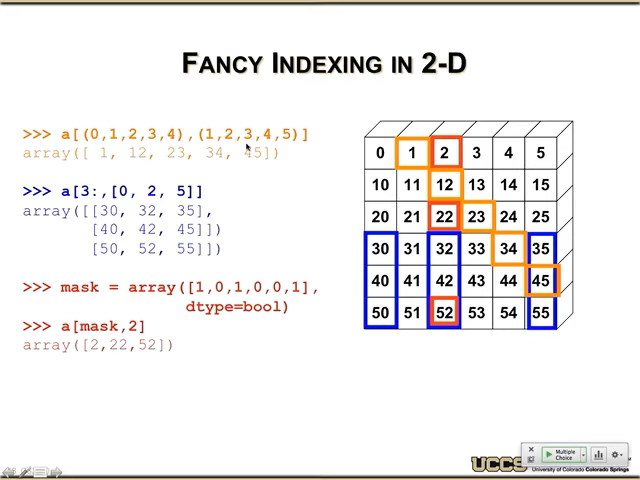 FANCY INDEXING IN 2-D
>>> a[(0,1,2,3,4),(1,2,3,4,5)]
array([ 1, 12, 23, 34, 45])
>>> a[3:,[0, 2, 5]]
array([[30, 32, 35],
[40, 42, 45]])
[50, 52, 55]])
>>> mask = array([1,0,1,0,0,1],
dtype=bool)
>>> a[mask,2]
array([2,22,52])
0 1 2 3 4 5
10 11 12 13 14 15
20 21 22 23 24 25
30 31 32 33 34 35
40 41 42 43 44 45
50 51 52 53 54 55
Multiple Choice
UCCS
University of Colorado Colorado Springs